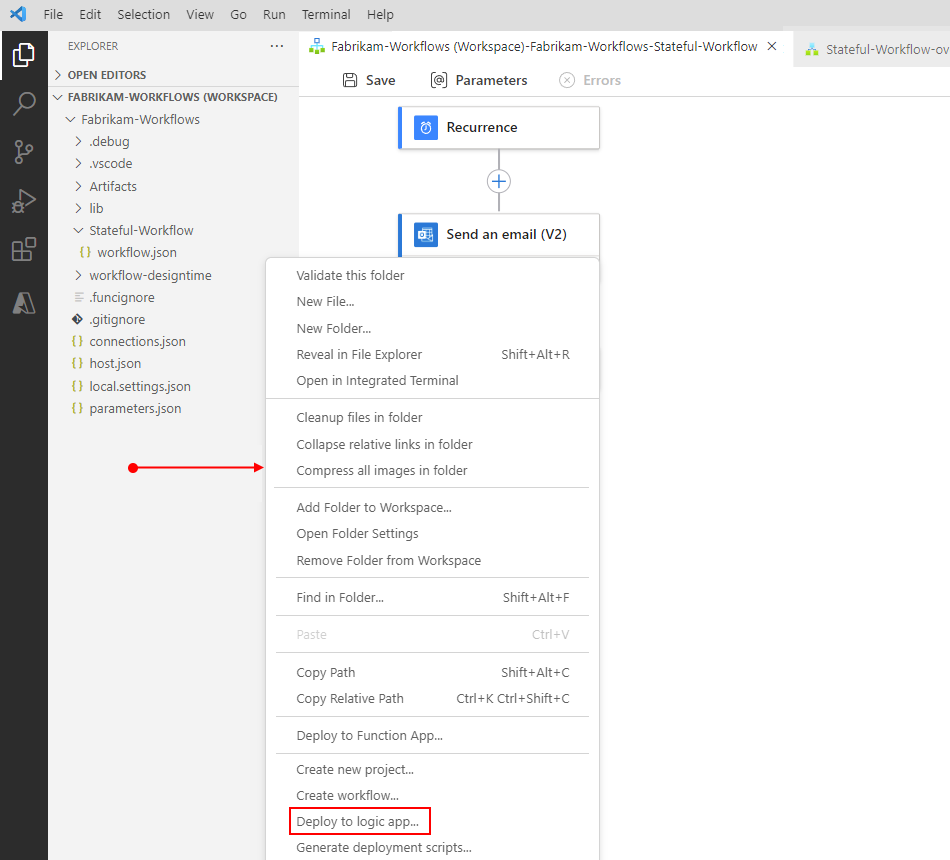 File Edit Selection View Go Run Terminal Help
EXPLORER ···
OPEN EDITORS
FABRIKAM-WORKFLOWS (WORKSPACE)
Fabrikam-Workflows
.debug
.vscode
Artifacts
lib
Stateful-Workflow
{} workflow.json
workflow-designtime
.funcignore
.gitignore
{} connections.json
{} host.json
{} local.settings.json
{} parameters.json
Fabrikam-Workflows (Workspace)-Fabrikam-Workflows-Stateful-Workflow Stateful-Workflow-ov
Save Parameters Errors
Recurrence
Send an email (V2)
Validate this folder
New File...
New Folder...
Reveal in File Explorer Shift+Alt+R
Open in Integrated Terminal
Cleanup files in folder
Collapse relative links in folder
Compress all images in folder
Add Folder to Workspace...
Open Folder Settings
Remove Folder from Workspace
Find in Folder... Shift+Alt+F
Paste Ctrl+V
Copy Path Shift+Alt+C
Copy Relative Path Ctrl+K Ctrl+Shift+C
Deploy to Function App...
Create new project...
Create workflow...
Deploy to logic app...
Generate deployment scripts...